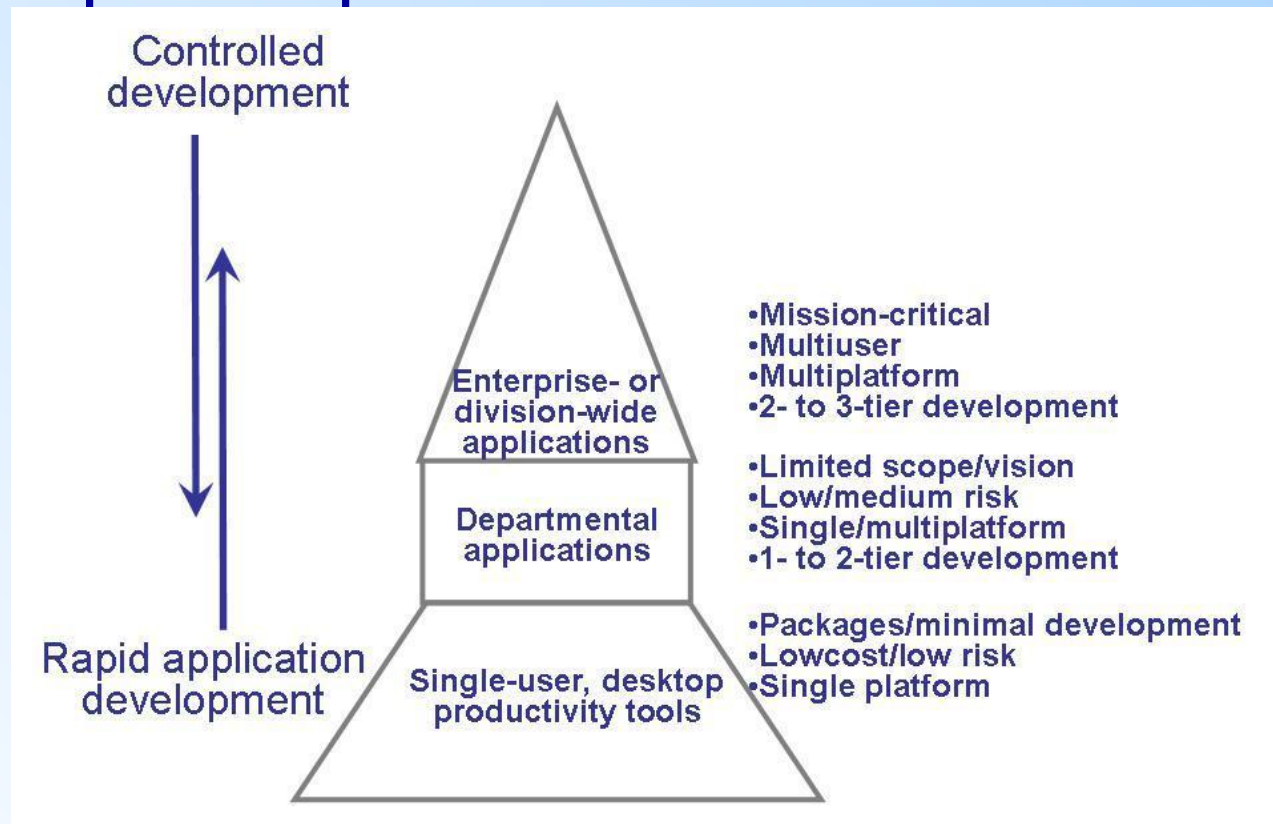 Controlled
development
Enterprise- or
division-wide
applications
•Mission-critical
•Multiuser
•Multiplatform
•2- to 3-tier development
Departmental
applications
•Limited scope/vision
•Low/medium risk
•Single/multiplatform
•1- to 2-tier development
Rapid application
development
Single-user, desktop
productivity tools
•Packages/minimal development
•Lowcost/low risk
•Single platform